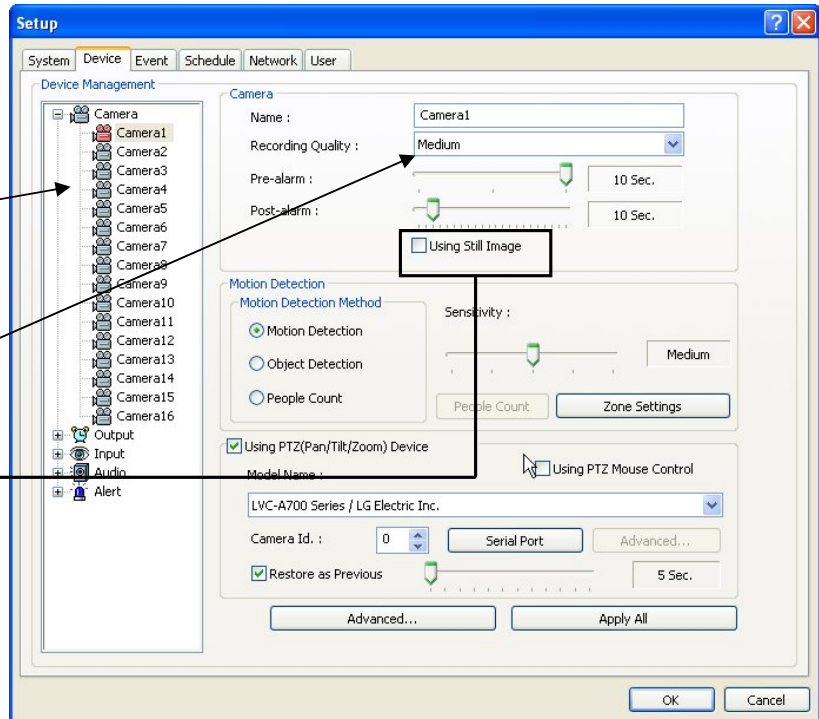 Setup
System Device Event Schedule Network User
Device Management
Camera
Camera1
Camera2
Camera3
Camera4
Camera5
Camera6
Camera7
Camera8
Camera9
Camera10
Camera11
Camera12
Camera13
Camera14
Camera15
Camera16
Output
Input
Audio
Alert
Camera
Name : Camera1
Recording Quality : Medium
Pre-alarm : 10 Sec.
Post-alarm : 10 Sec.
Using Still Image
Motion Detection
Motion Detection Method
Motion Detection
Object Detection
People Count
Sensitivity :
Medium
People Count Zone Settings
Using PTZ(Pan/Tilt/Zoom) Device
Model Name : Using PTZ Mouse Control
LVC-A700 Series / LG Electric Inc.
Camera Id. : 0 Serial Port Advanced...
Restore as Previous 5 Sec.
Advanced... Apply All
OK Cancel